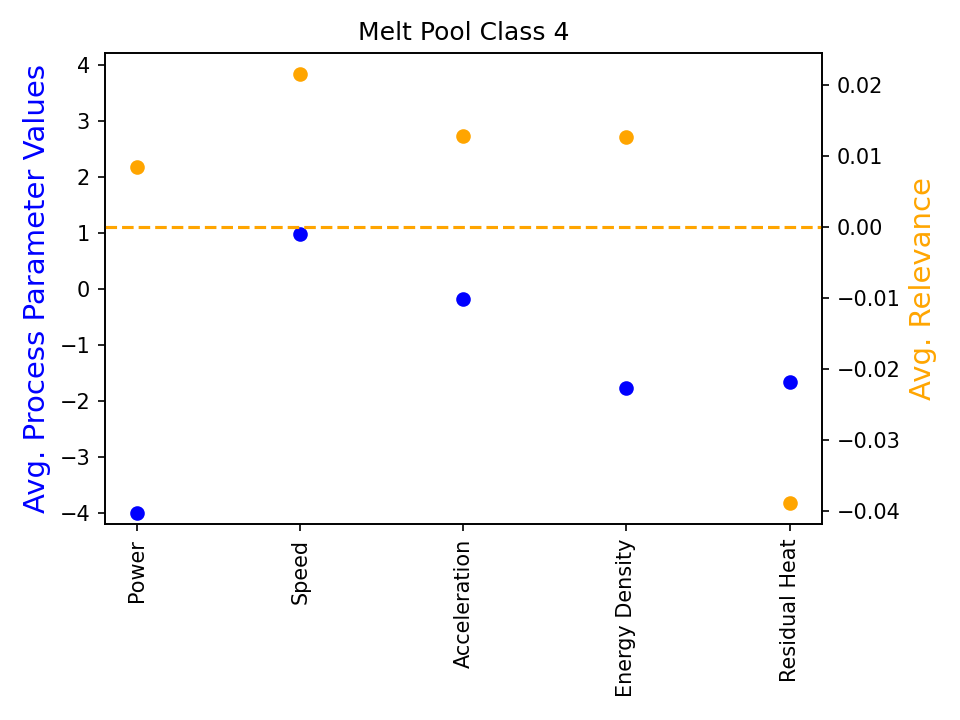 Melt Pool Class 4
Avg. Process Parameter Values
4
3
2
1
0
−1
−2
−3
−4
0.02
0.01
0.00
−0.01
−0.02
−0.03
−0.04
Avg. Relevance
Power
Speed
Acceleration
Energy Density
Residual Heat